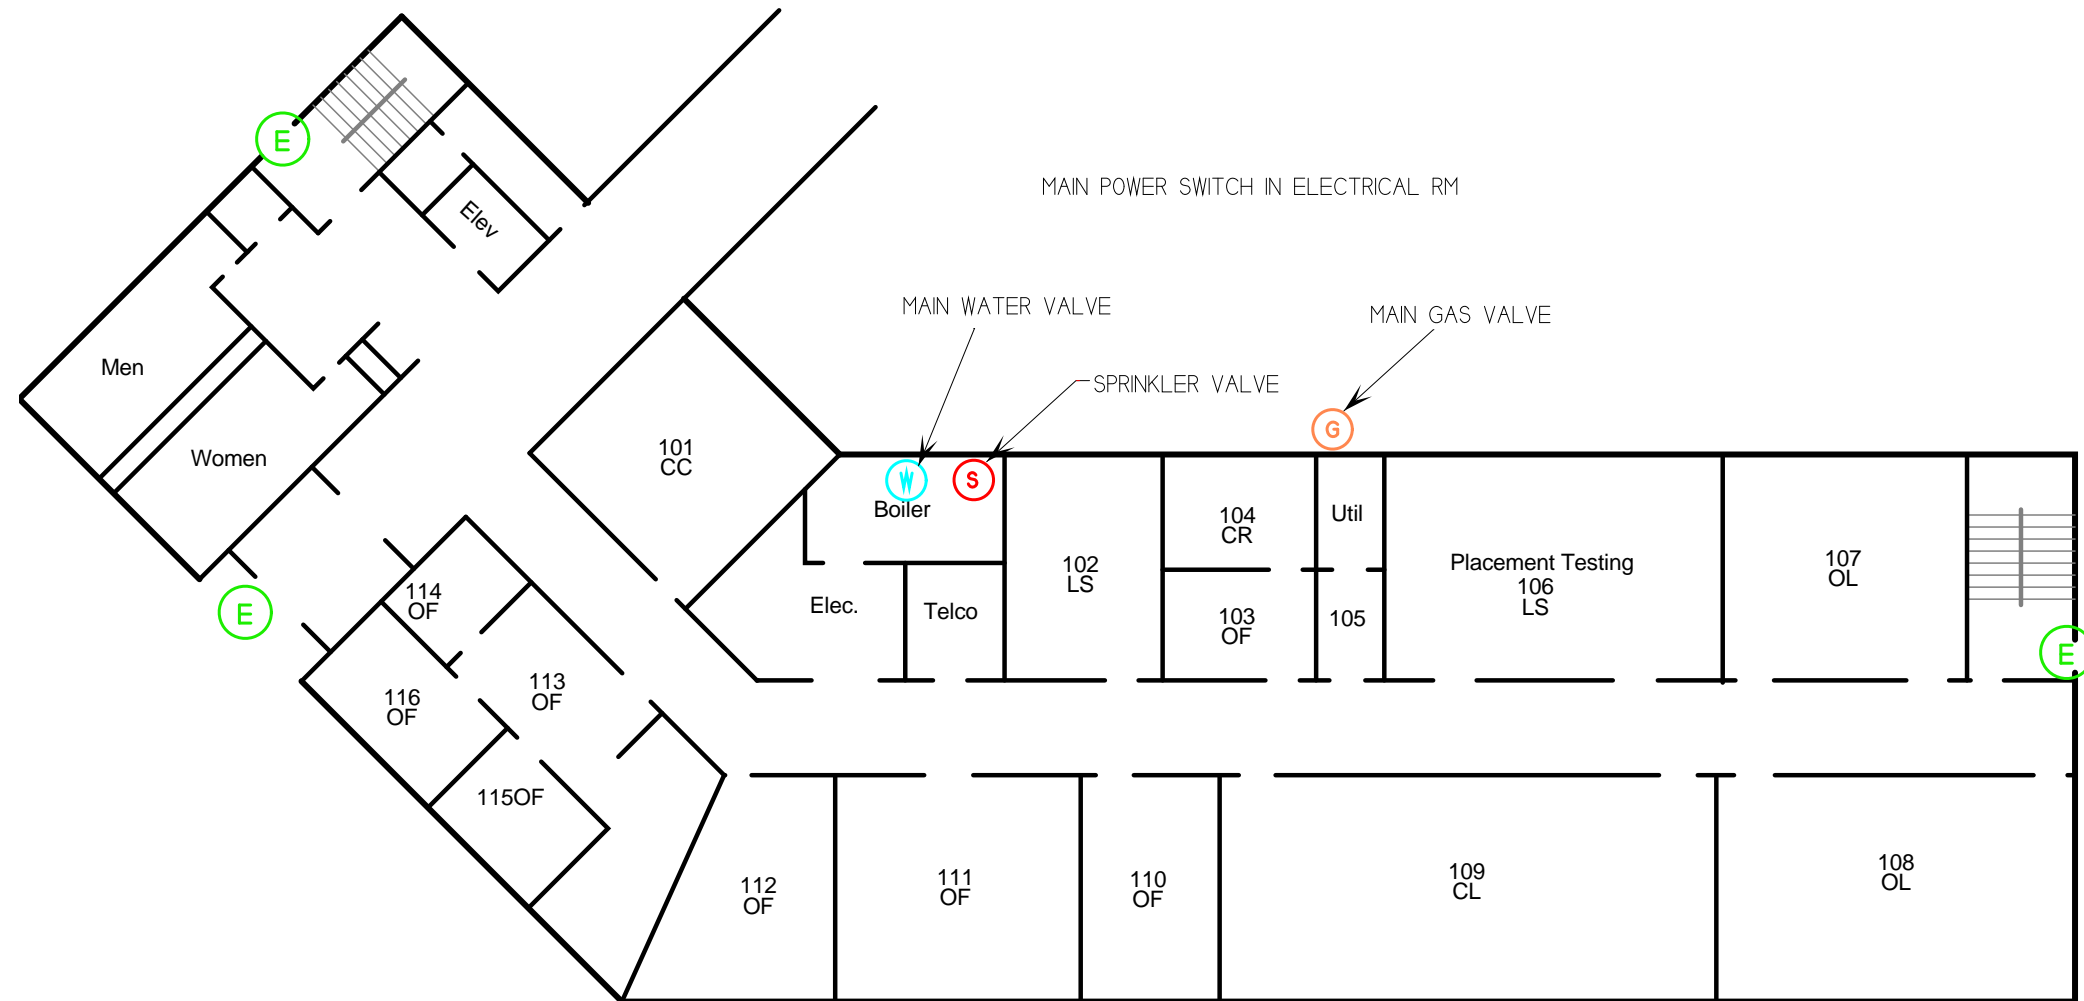 E
MAIN POWER SWITCH IN ELECTRICAL RM
Elev
MAIN WATER VALVE
MAIN GAS VALVE
Men
SPRINKLER VALVE
G
Women
101
CC
W
S
Boiler
104
CR
Util
Placement Testing
106
LS
107
OL
102
LS
114
OF
E
Elec.
Telco
103
OF
105
E
116
OF
113
OF
115OF
112
OF
111
OF
110
OF
109
CL
108
OL